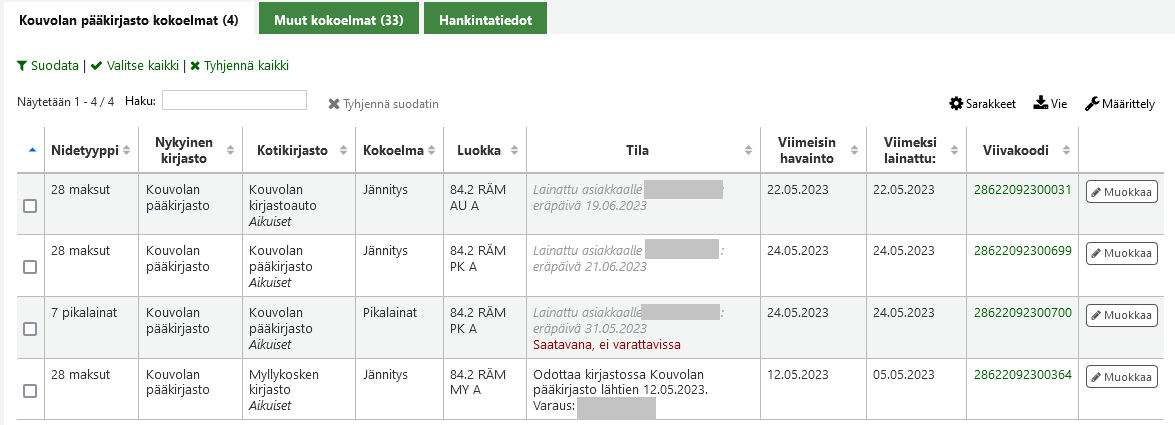 Kouvolan pääkirjasto kokoelmat (4) Muut kokoelmat (33) Hankintatiedot
Suodata | Valitse kaikki | Tyhjennä kaikki
Näytetään 1 - 4 / 4 Haku: Tyhjennä suodatin Sarakkeet Vie Määrittely
Nidetyyppi Nykyinen kirjasto Kotikirjasto Kokoelma Luokka Tila Viimeisin havainto Viimeksi lainattu: Viivakoodi
28 maksut Kouvolan Kouvolan Jännitys 84.2 RÄM Lainattu asiakkaalle : 22.05.2023 22.05.2023 28622092300031 Muokkaa
pääkirjasto kirjastoauto AU A eräpäivä 19.06.2023
Aikuiset
28 maksut Kouvolan Kouvolan Jännitys 84.2 RÄM Lainattu asiakkaalle : 24.05.2023 24.05.2023 28622092300699 Muokkaa
pääkirjasto pääkirjasto PK A eräpäivä 21.06.2023
Aikuiset
7 pikalainat Kouvolan Kouvolan Pikalainat 84.2 RÄM Lainattu asiakkaalle : 24.05.2023 24.05.2023 28622092300700 Muokkaa
pääkirjasto pääkirjasto PK A eräpäivä 31.05.2023
Aikuiset Saatavana, ei varattavissa
28 maksut Kouvolan Myllykosken Jännitys 84.2 RÄM Odottaa kirjastossa Kouvolan 12.05.2023 05.05.2023 28622092300364 Muokkaa
pääkirjasto kirjasto MY A pääkirjasto lähtien 12.05.2023.
Aikuiset Varaus: